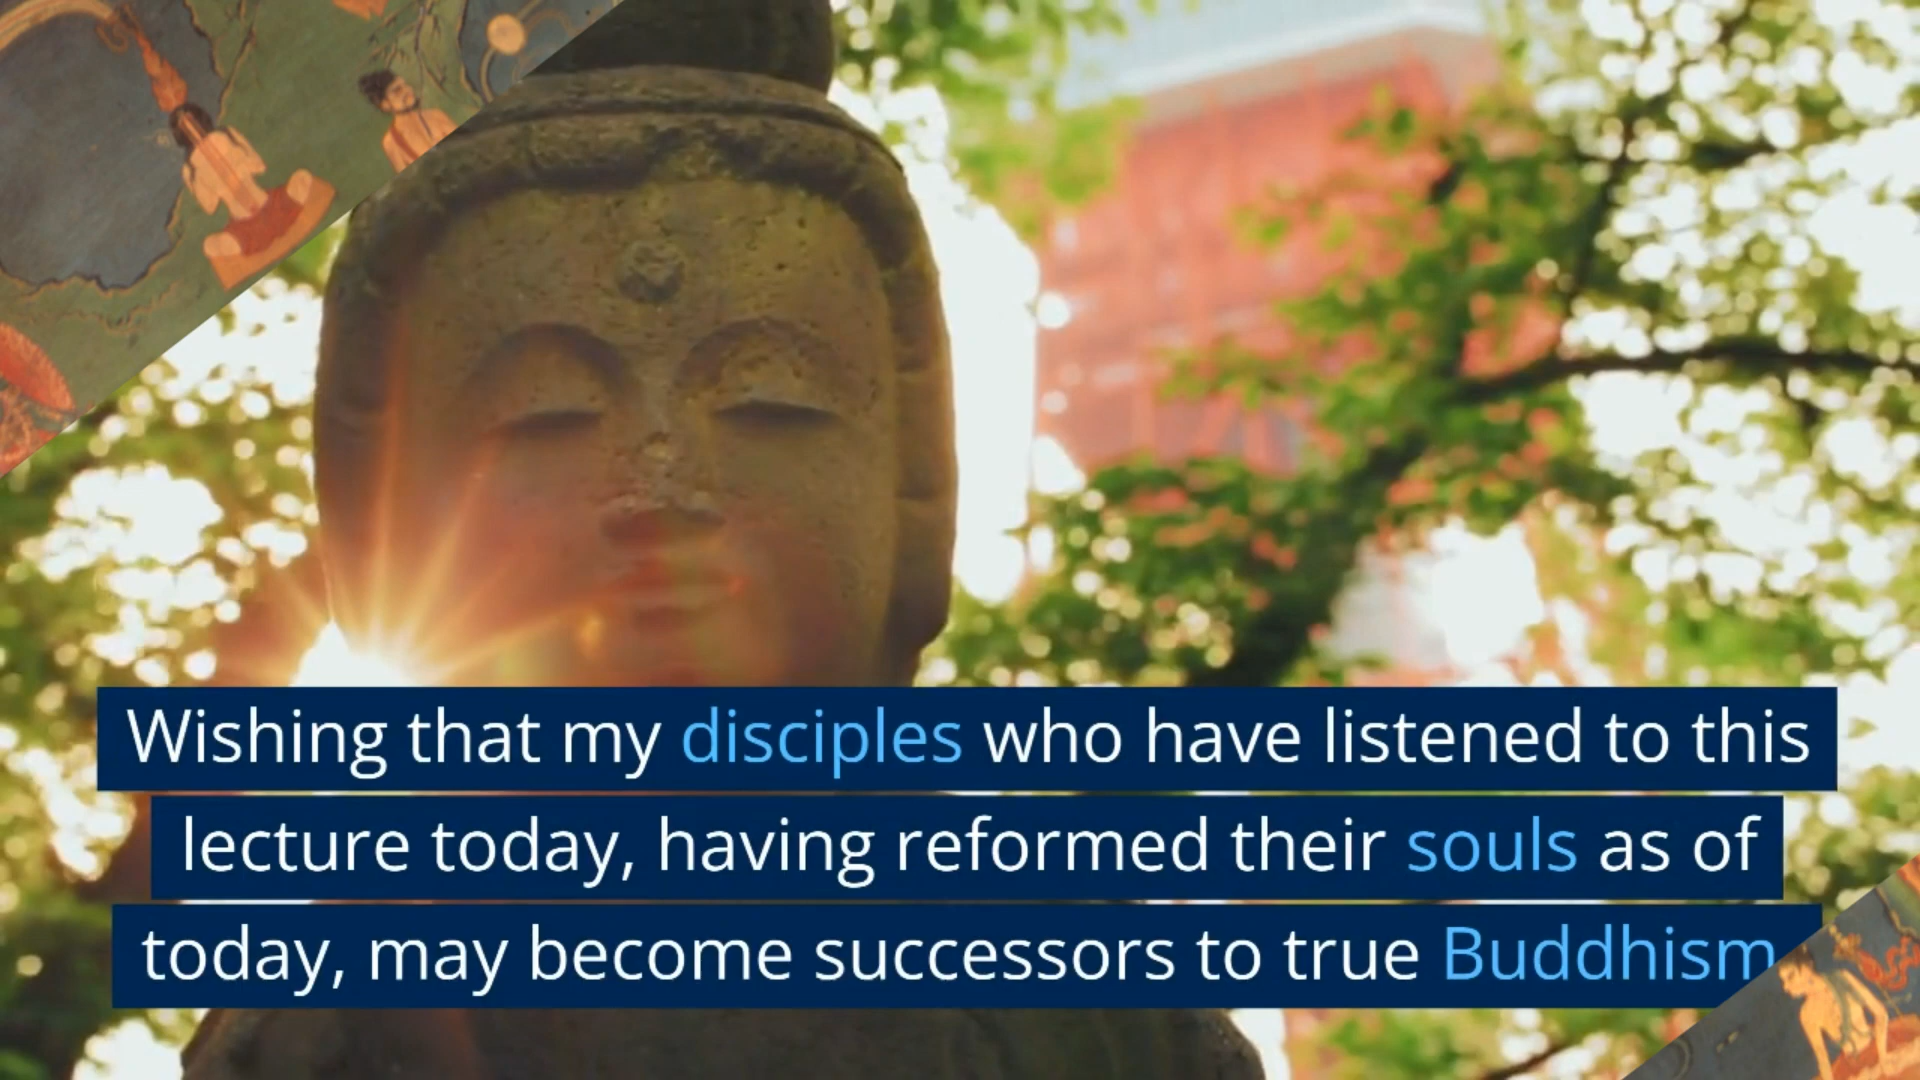 Wishing that my disciples who have listened to this
lecture today, having reformed their souls as of
today, may become successors to true Buddhism